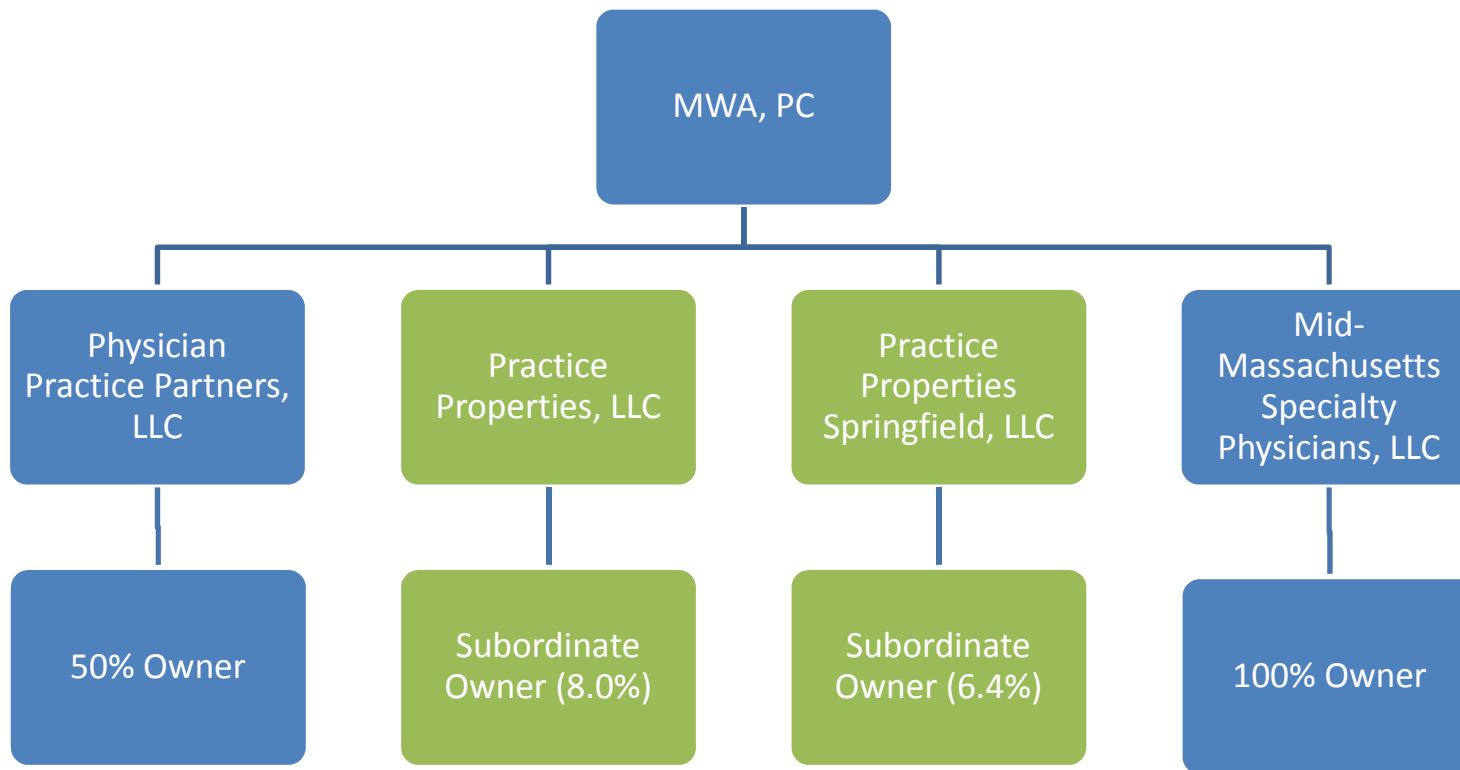 MWA, PC
Physician
Practice Partners,
LLC
Practice
Properties, LLC
Practice
Properties
Springfield, LLC
Mid-
Massachusetts
Specialty
Physicians, LLC
50% Owner
Subordinate
Owner (8.0%)
Subordinate
Owner (6.4%)
100% Owner